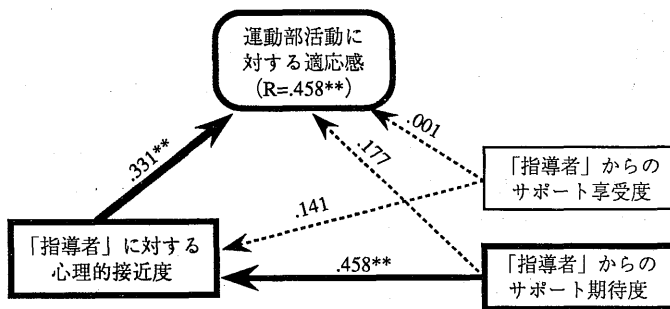 運動部活動に
対する適応感
(R=.458**)
.331**
.001
.177
「指導者」からの
サポート享受度
.141
「指導者」に対する
心理的接近度
.458**
「指導者」からの
サポート期待度